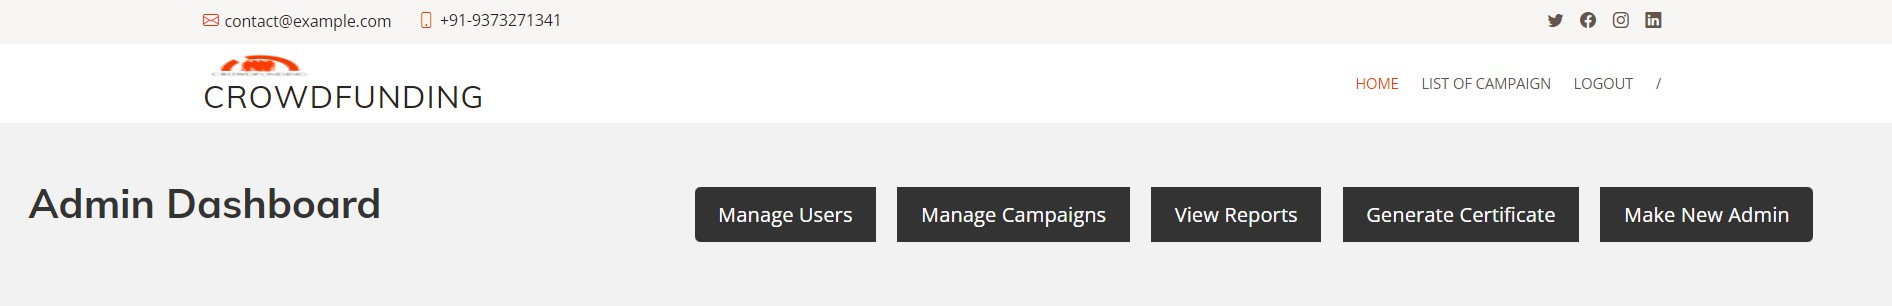 contact@example.com +91-9373271341
CROWDFUNDING
CROWDFUNDING
HOME LIST OF CAMPAIGN LOGOUT /
Admin Dashboard
Manage Users Manage Campaigns View Reports Generate Certificate Make New Admin